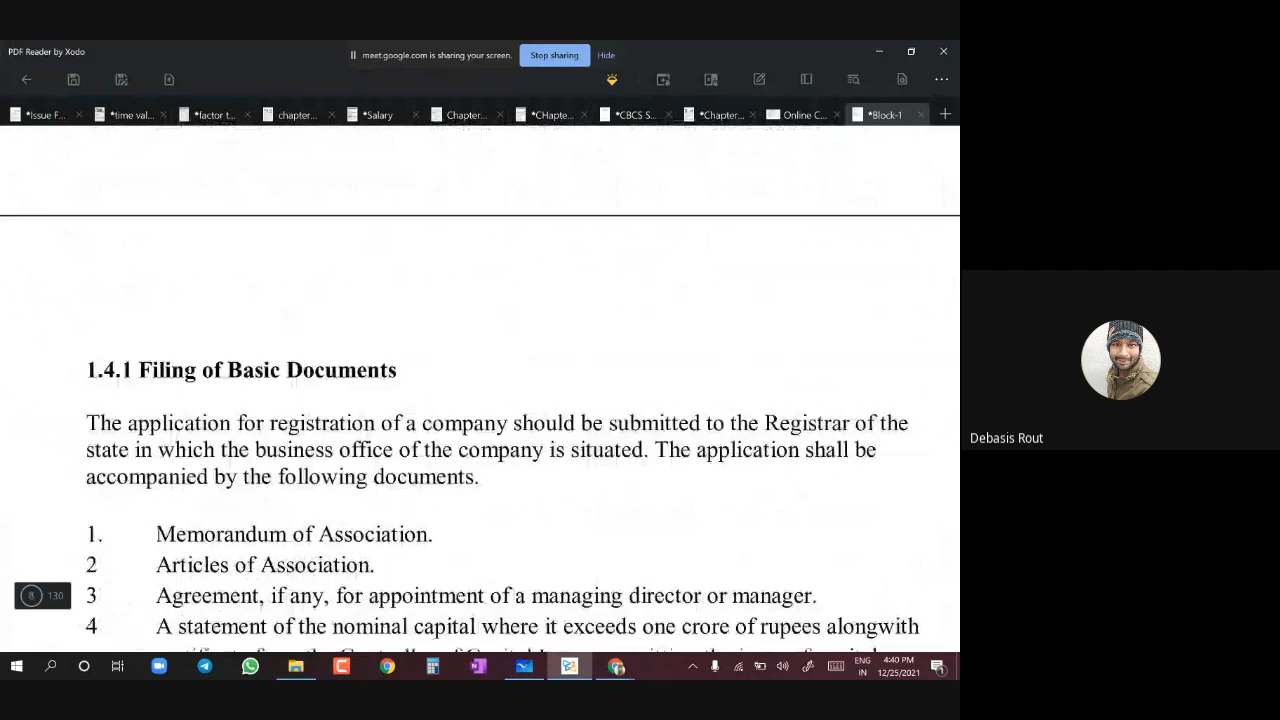 PDF Reader by Xodo
meet.google.com is sharing your screen. Stop sharing Hide
*Issue F... *time val... *factor t... chapter... *Salary Chapter... *CHapte... *CBCS S... *Chapter... Online C... *Block-1
1.4.1 Filing of Basic Documents
The application for registration of a company should be submitted to the Registrar of the
state in which the business office of the company is situated. The application shall be
accompanied by the following documents.
1. Memorandum of Association.
2 Articles of Association.
3 Agreement, if any, for appointment of a managing director or manager.
4 A statement of the nominal capital where it exceeds one crore of rupees alongwith
8 130
Debasis Rout
ENG
IN
4:40 PM
12/25/2021